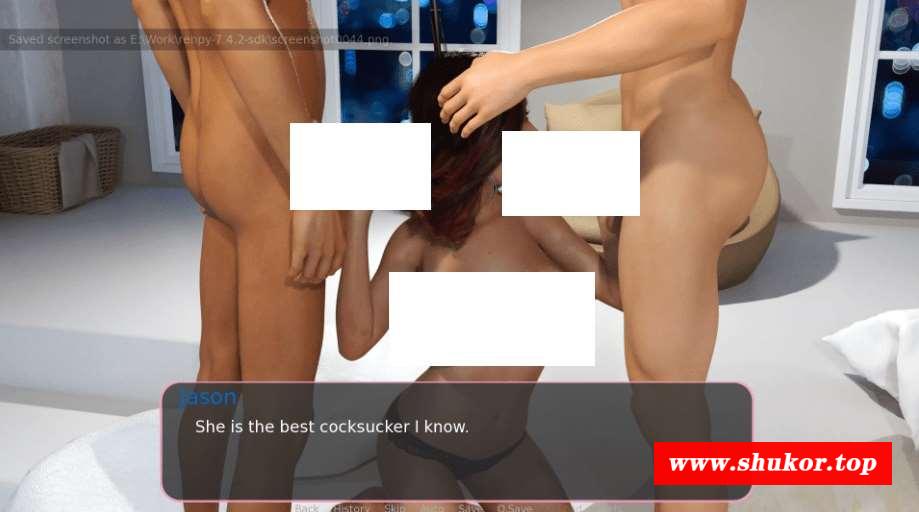 Saved screenshot as E:\Work\renpy-7.4.2-sdk\screenshot0044.png
Jason
She is the best cocksucker I know.
www.shukor.top
Back History Skip Auto Save Q.Save